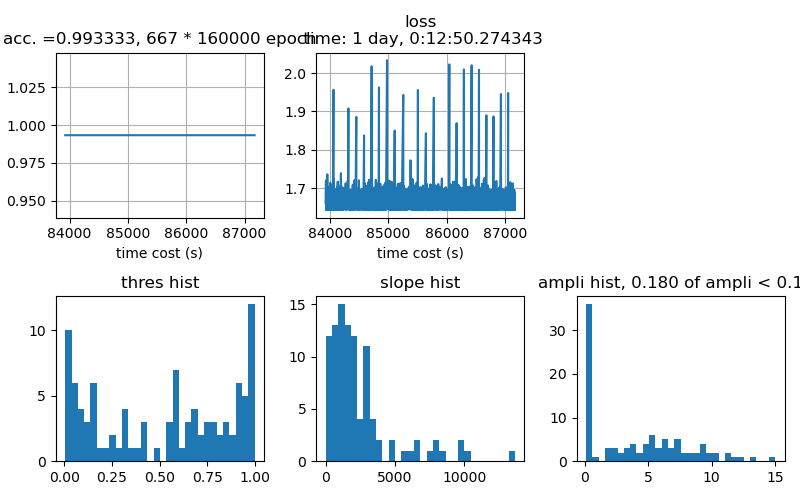 loss
acc. =0.993333, 667 * 160000 epoch
time: 1 day, 0:12:50.274343
1.025
1.000
0.975
0.950
84000 85000 86000 87000
time cost (s)
2.0
1.9
1.8
1.7
84000 85000 86000 87000
time cost (s)
thres hist
10
5
0
0.00 0.25 0.50 0.75 1.00
slope hist
15
10
5
0
0 5000 10000
ampli hist, 0.180 of ampli < 0.1
30
20
10
0
0 5 10 15